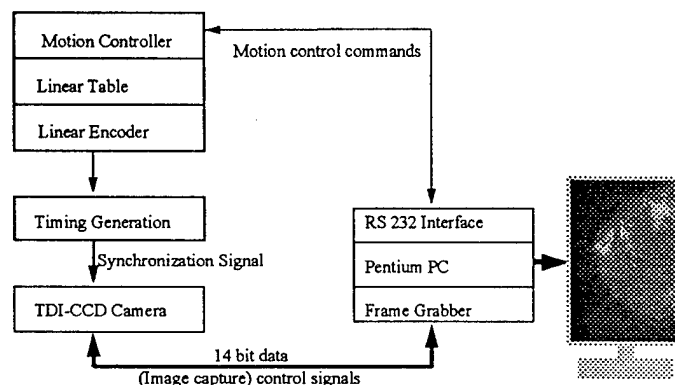 Motion Controller
Motion control commands
Linear Table
Linear Encoder
Timing Generation
Synchronization Signal
TDI-CCD Camera
RS 232 Interface
Pentium PC
Frame Grabber
14 bit data
(Image capture) control signals